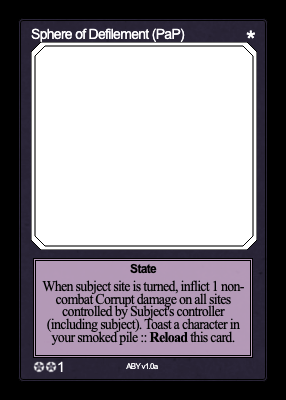 Sphere of Defilement (PaP) *
State
When subject site is turned, inflict 1 non-
combat Corrupt damage on all sites
controlled by Subject's controller
(including subject). Toast a character in
your smoked pile :: Reload this card.
1
ABY v1.0a